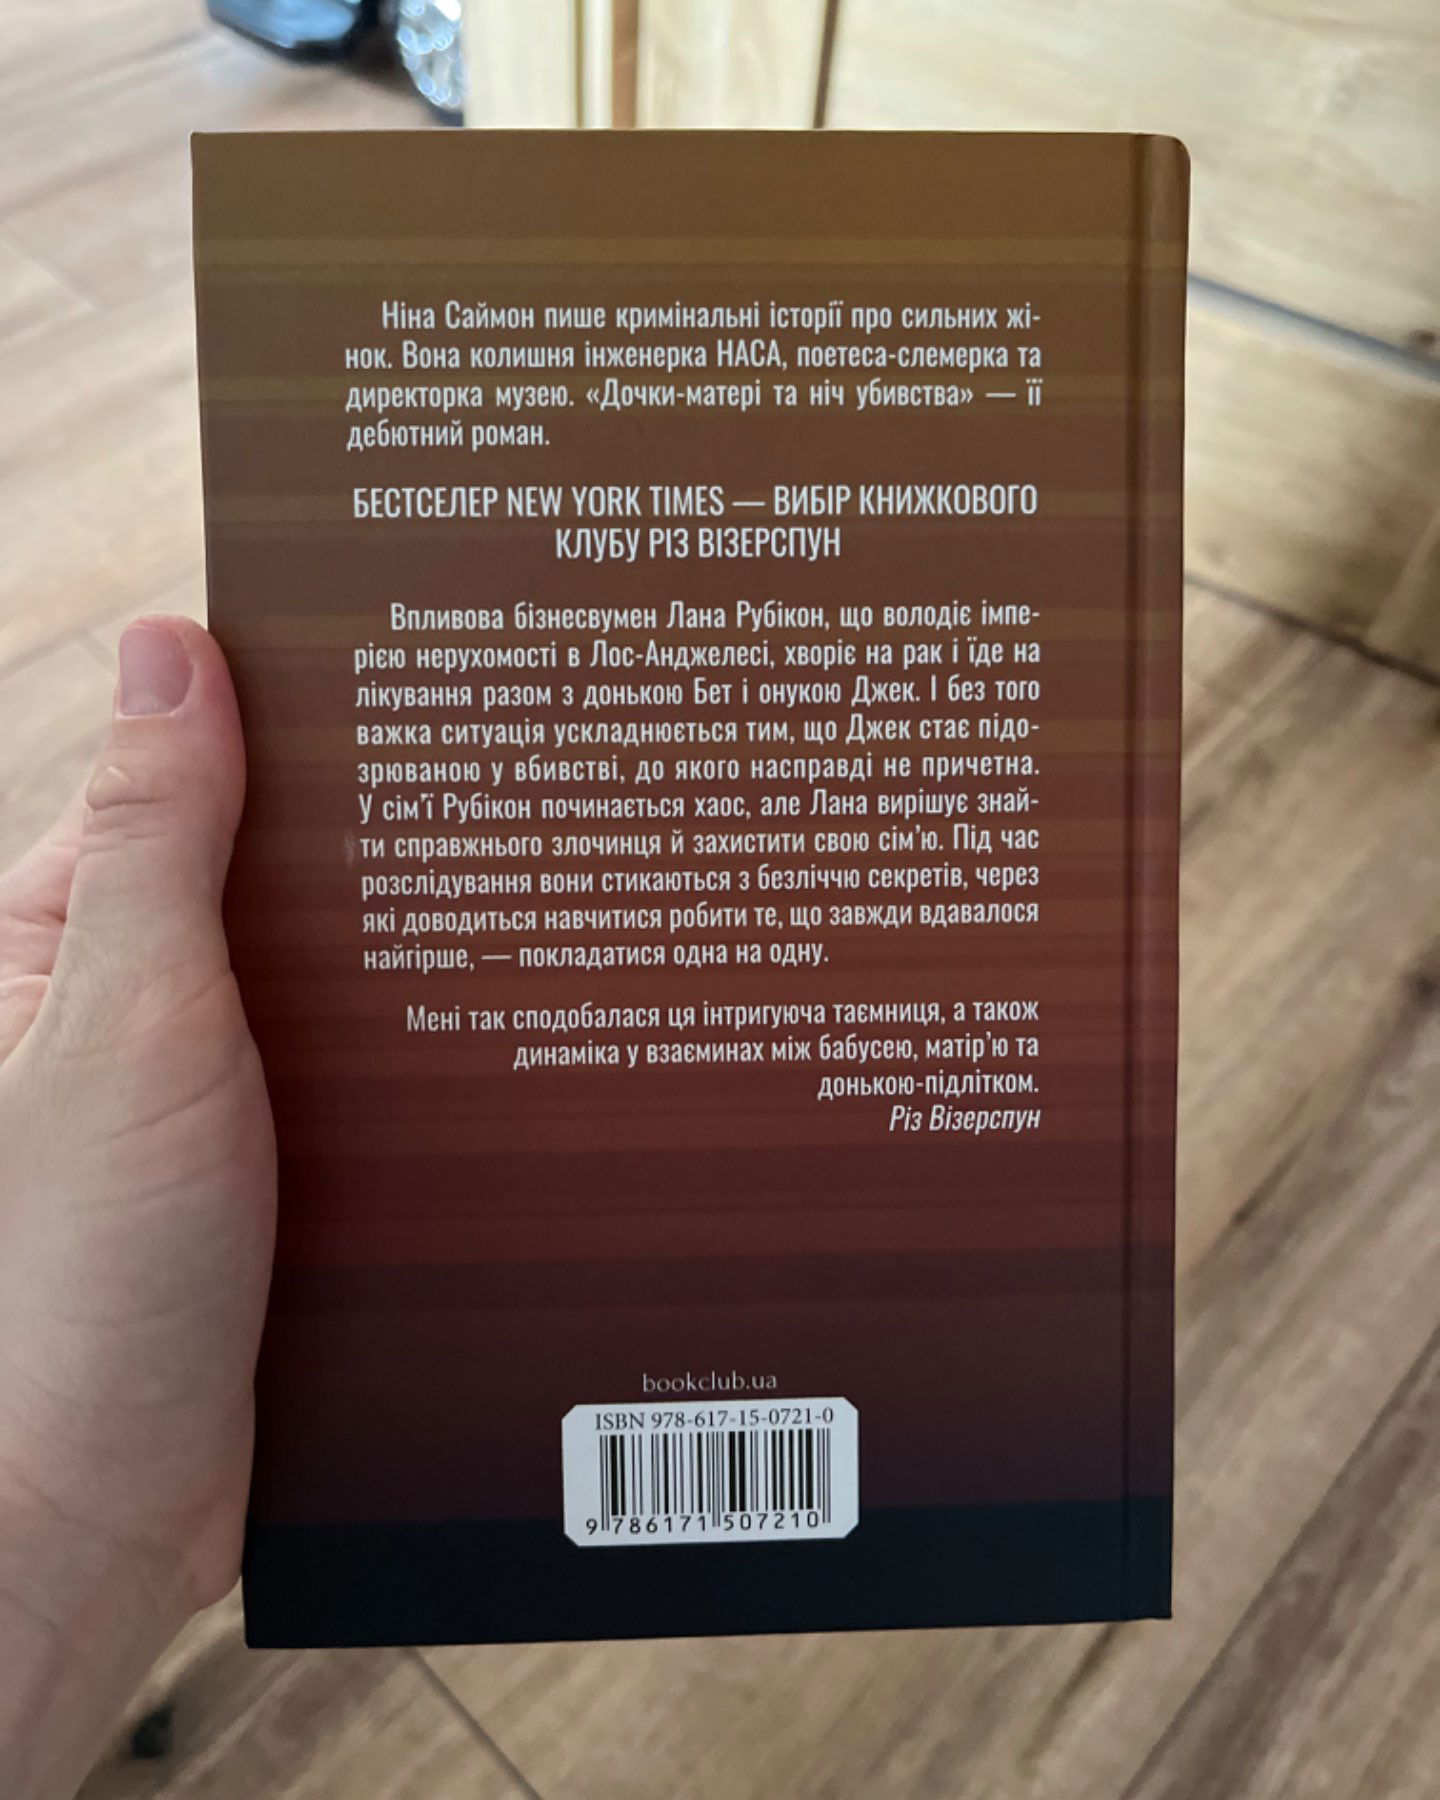 Ніна Саймон пише кримінальні історії про сильних жі-
нок. Вона колишня інженерка НАСА, поетеса-слемерка та
директорка музею. «Дочки-матері та ніч убивства» — її
дебютний роман.
БЕСТСЕЛЕР NEW YORK TIMES — ВИБІР КНИЖКОВОГО
КЛУБУ РІЗ ВІЗЕРСПУН
Впливова бізнесвумен Лана Рубікон, що володіє імпе-
рією нерухомості в Лос-Анджелесі, хворіє на рак і їде на
лікування разом з донькою Бет і онукою Джек. І без того
важка ситуація ускладнюється тим, що Джек стає підо-
зрюваною у вбивстві, до якого насправді не причетна.
У сім’ї Рубікон починається хаос, але Лана вирішує знай-
ти справжнього злочинця й захистити свою сім’ю. Під час
розслідування вони стикаються з безліччю секретів, через
які доводиться навчитися робити те, що завжди вдавалося
найгірше, — покладатися одна на одну.
Мені так сподобалася ця інтригуюча таємниця, а також
динаміка у взаєминах між бабусею, матір’ю та
донькою-підлітком.
Різ Візерспун
bookclub.ua
ISBN 978-617-15-0721-0
9 786171 507210